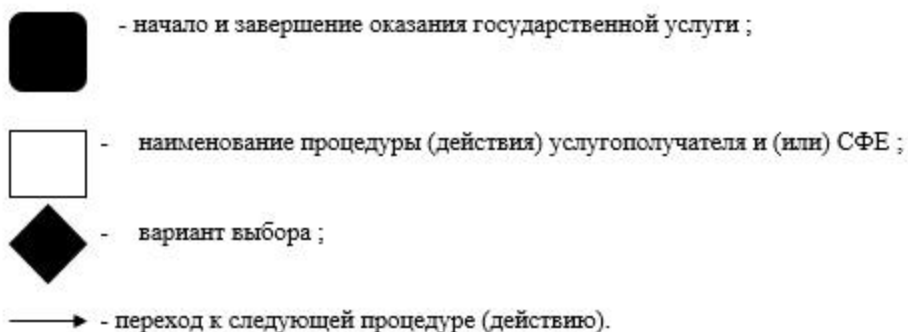 - начало и завершение оказания государственной услуги ;
- наименование процедуры (действия) услугополучателя и (или) СФЕ ;
- вариант выбора ;
- переход к следующей процедуре (действию).